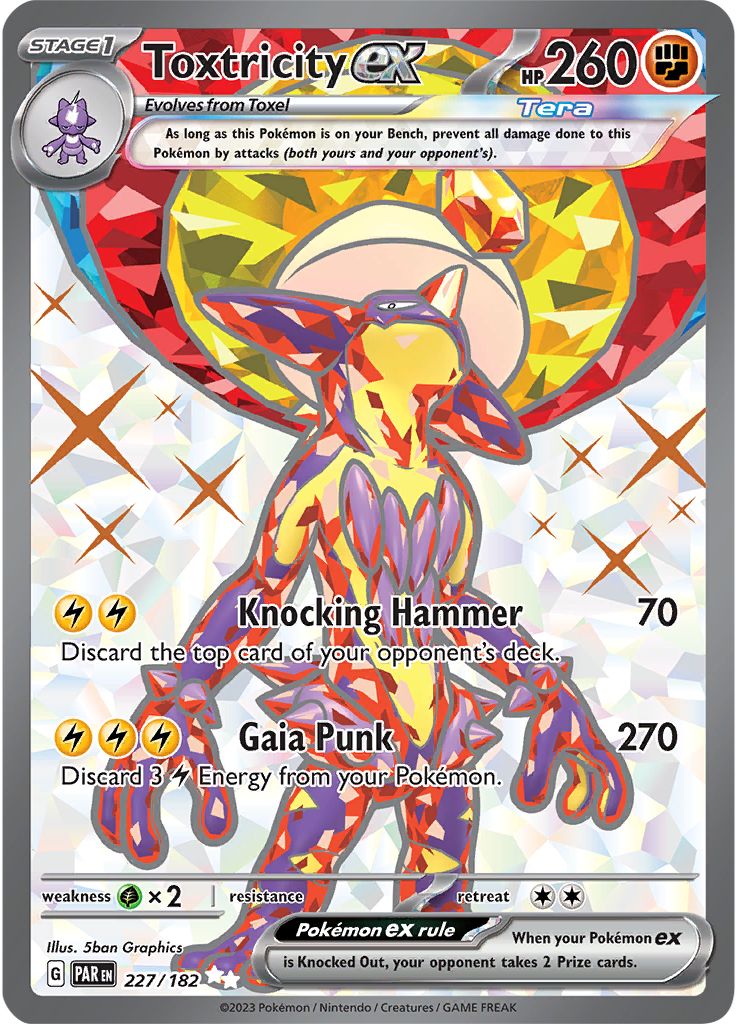 STAGE1
Toxtricity ex
HP 260
Evolves from Toxel
Tera
As long as this Pokémon is on your Bench, prevent all damage done to this
Pokémon by attacks (both yours and your opponent's).
Knocking Hammer 70
Discard the top card of your opponent's deck.
Gaia Punk 270
Discard 3 Energy from your Pokémon.
weakness ×2 resistance retreat
Illus. 5ban Graphics
Pokémon ex rule
When your Pokémon ex
is Knocked Out, your opponent takes 2 Prize cards.
G PAR EN 227/182
©2023 Pokémon / Nintendo / Creatures / GAME FREAK